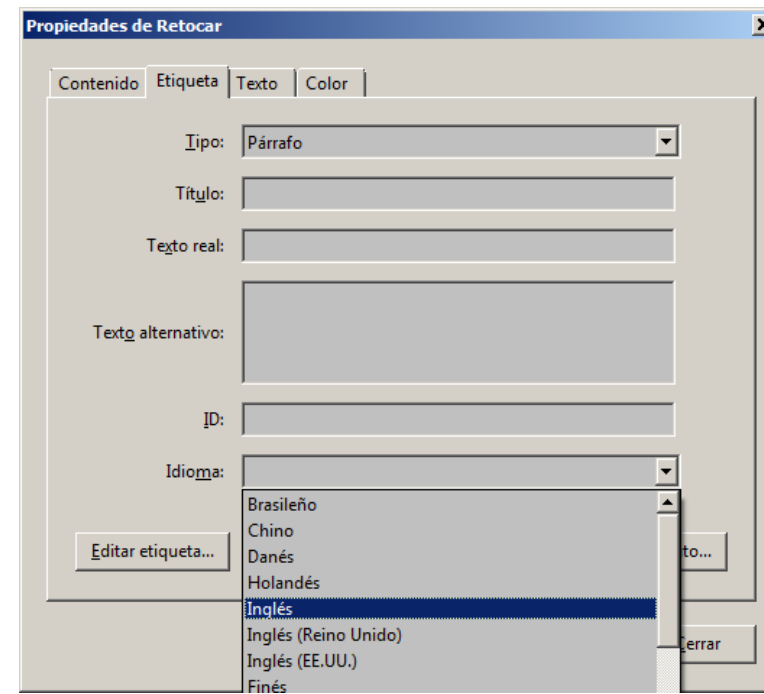 Propiedades de Retocar
Contenido Etiqueta Texto Color
Tipo: Párrafo
Título:
Texto real:
Texto alternativo:
ID:
Idioma:
Brasileño
Chino
Editar etiqueta... Danés to...
Holandés
Inglés
Inglés (Reino Unido) Cerrar
Inglés (EE.UU.)
Finés